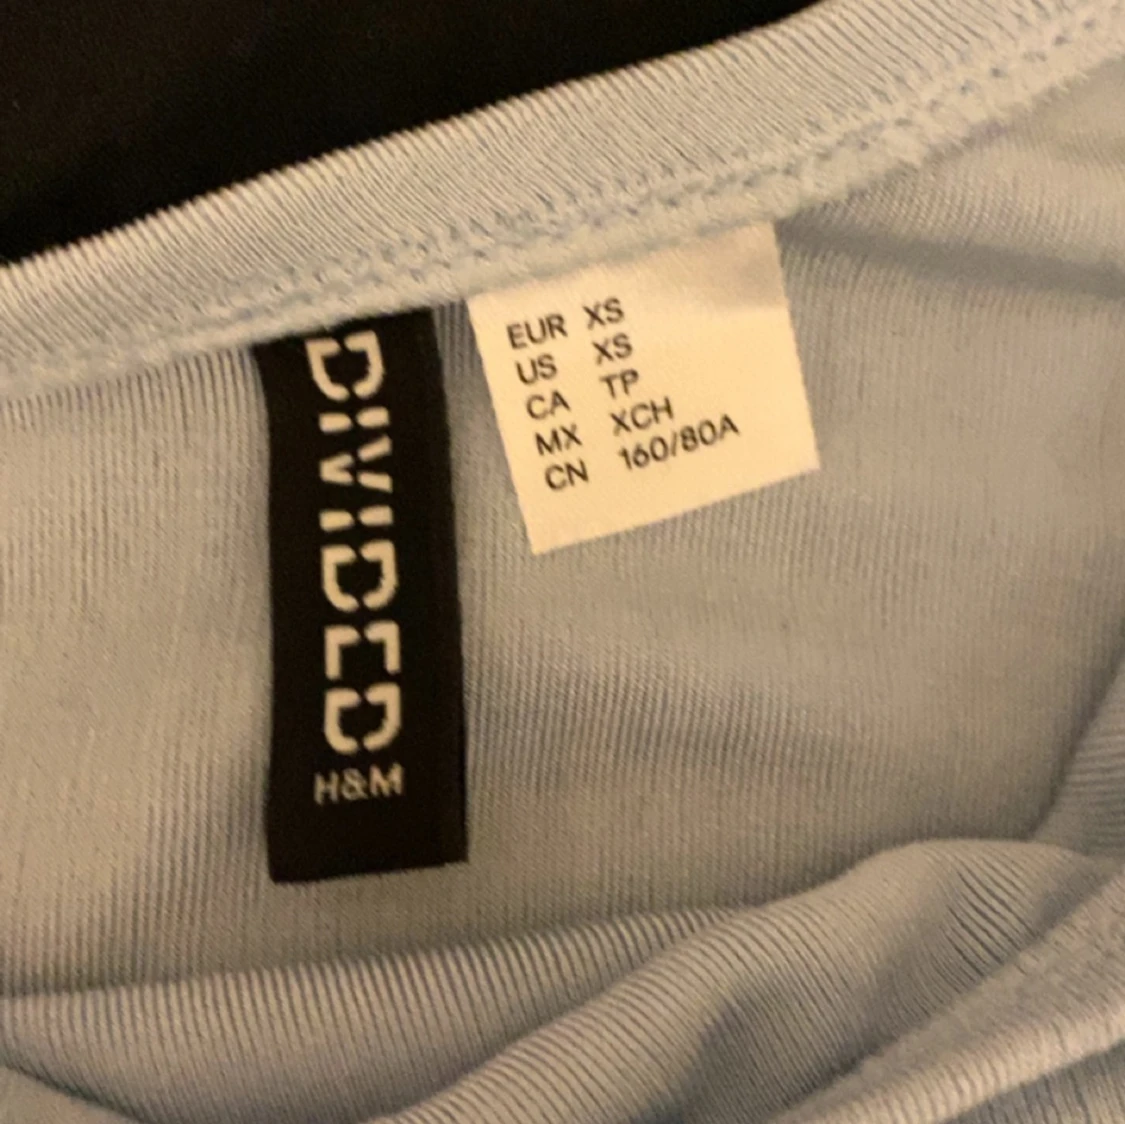 DIVIDED
H&M
EUR XS
US XS
CA TP
MX XCH
CN 160/80A